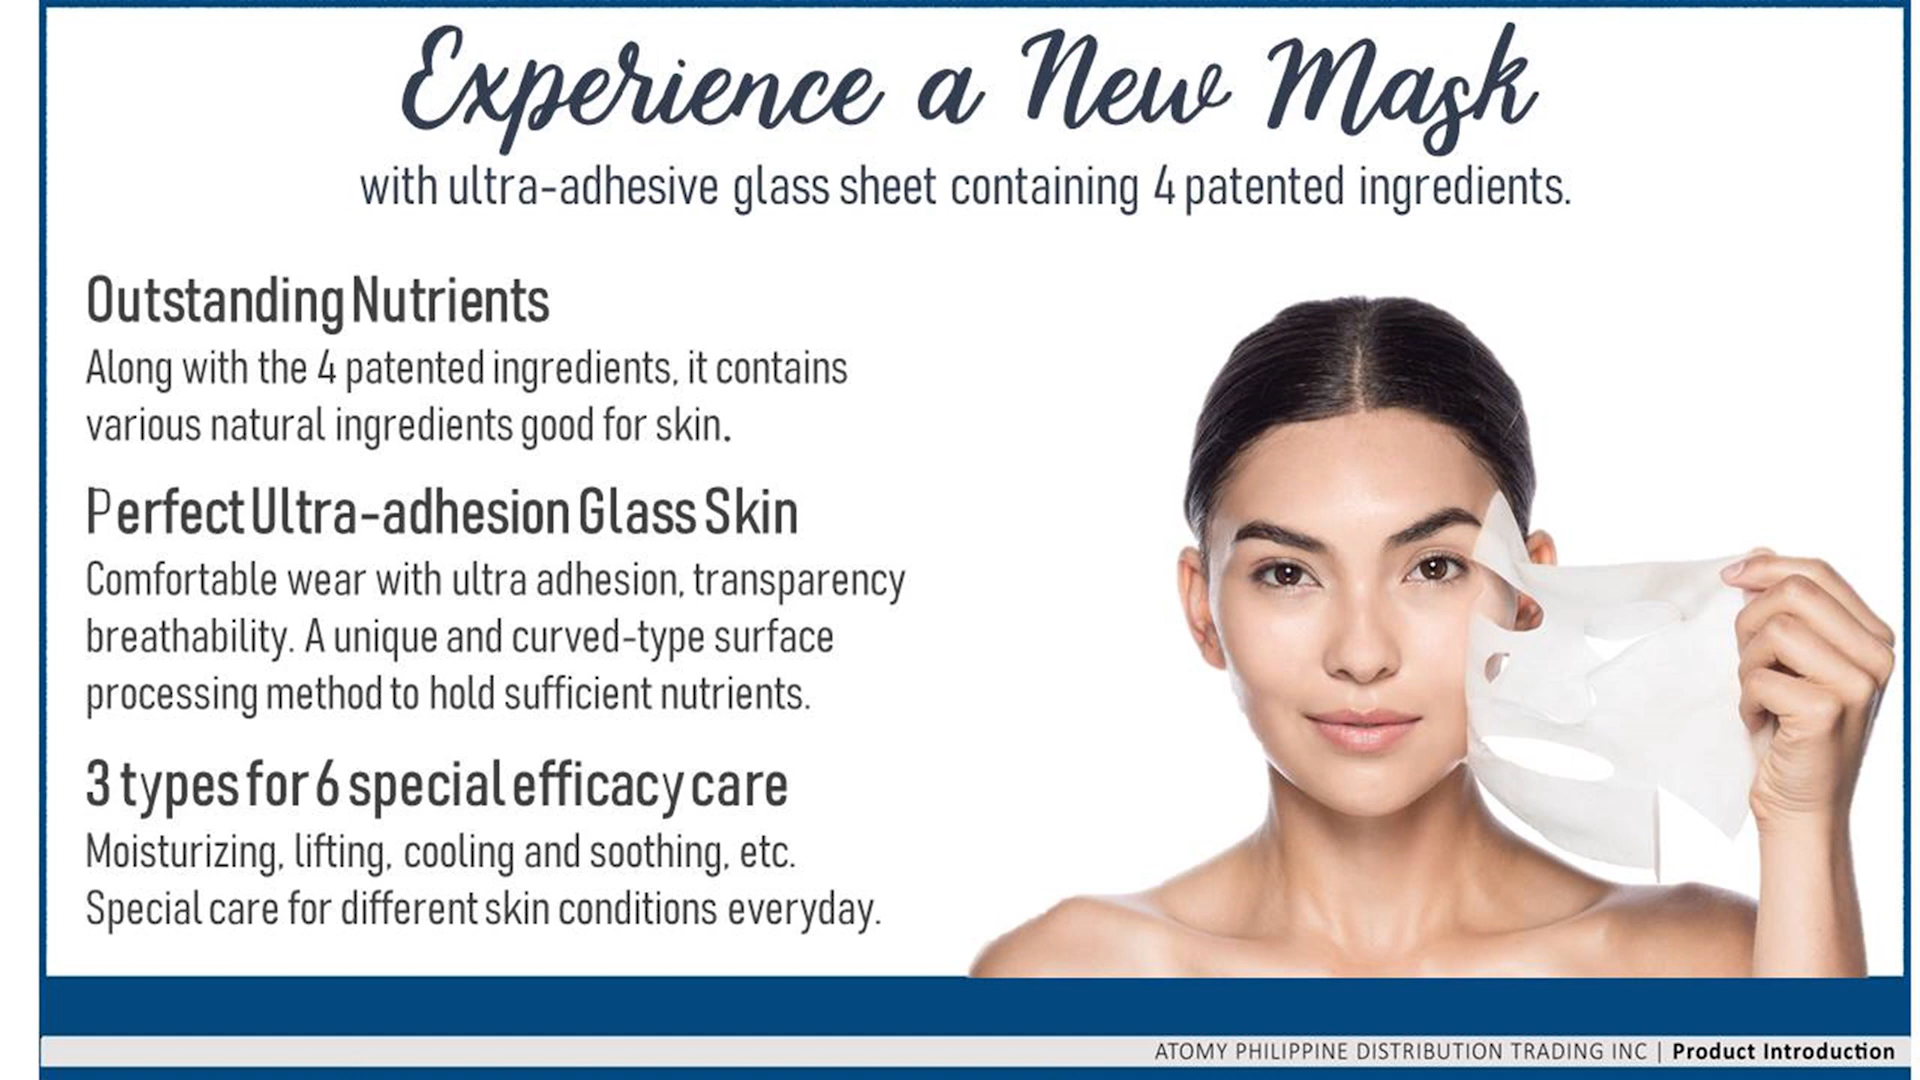 Experience a New Mask
with ultra-adhesive glass sheet containing 4 patented ingredients.
Outstanding Nutrients
Along with the 4 patented ingredients, it contains
various natural ingredients good for skin.
Perfect Ultra-adhesion Glass Skin
Comfortable wear with ultra adhesion, transparency
breathability. A unique and curved-type surface
processing method to hold sufficient nutrients.
3 types for 6 special efficacy care
Moisturizing, lifting, cooling and soothing, etc.
Special care for different skin conditions everyday.
ATOMY PHILIPPINE DISTRIBUTION TRADING INC | Product Introduction